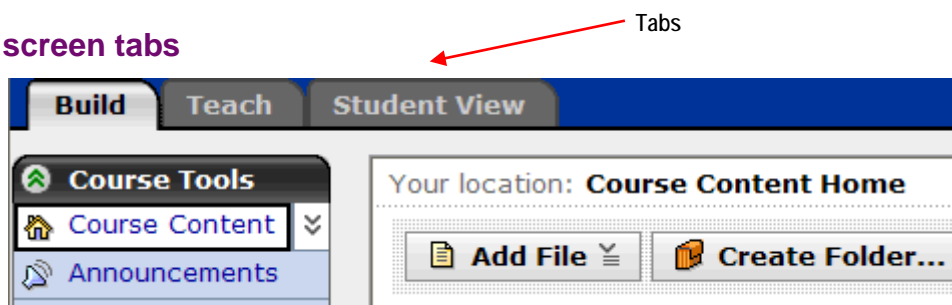 Tabs
screen tabs
Build Teach Student View
Course Tools
Your location: Course Content Home
Course Content
Add File Create Folder...
Announcements